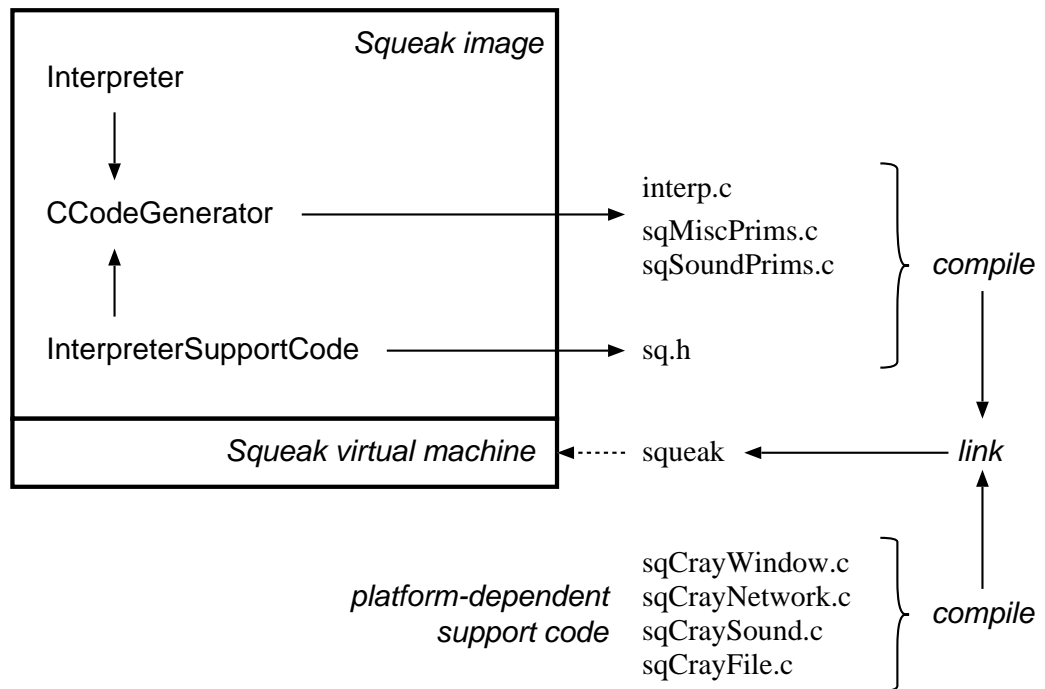 Squeak image
Interpreter
CCodeGenerator
InterpreterSupportCode
interp.c
sqMiscPrims.c
sqSoundPrims.c
sq.h
compile
Squeak virtual machine
squeak
link
platform-dependent
support code
sqCrayWindow.c
sqCrayNetwork.c
sqCraySound.c
sqCrayFile.c
compile